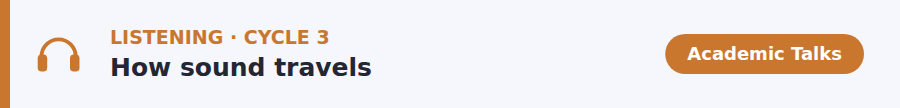 LISTENING · CYCLE 3
How sound travels
Academic Talks